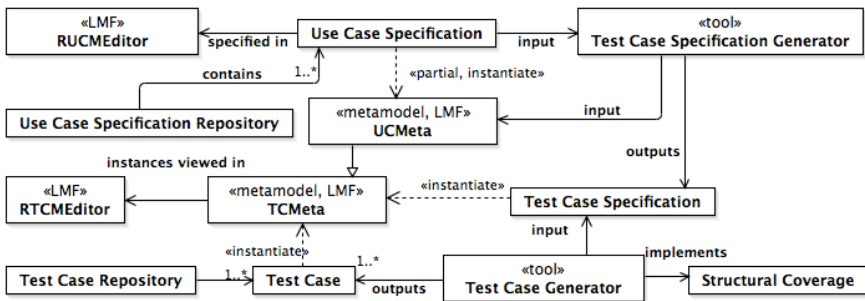 «LMF»
RUCMEditor
specified in
Use Case Specification
input
«tool»
Test Case Specification Generator
contains
1..*
«partial, instantiate»
Use Case Specification Repository
«metamodel, LMF»
UCMeta
input
outputs
instances viewed in
«LMF»
RTCMEditor
«metamodel, LMF»
TCMeta
«instantiate»
Test Case Specification
input
«instantiate»
implements
Test Case Repository
1..*
Test Case
1..*
outputs
«tool»
Test Case Generator
Structural Coverage